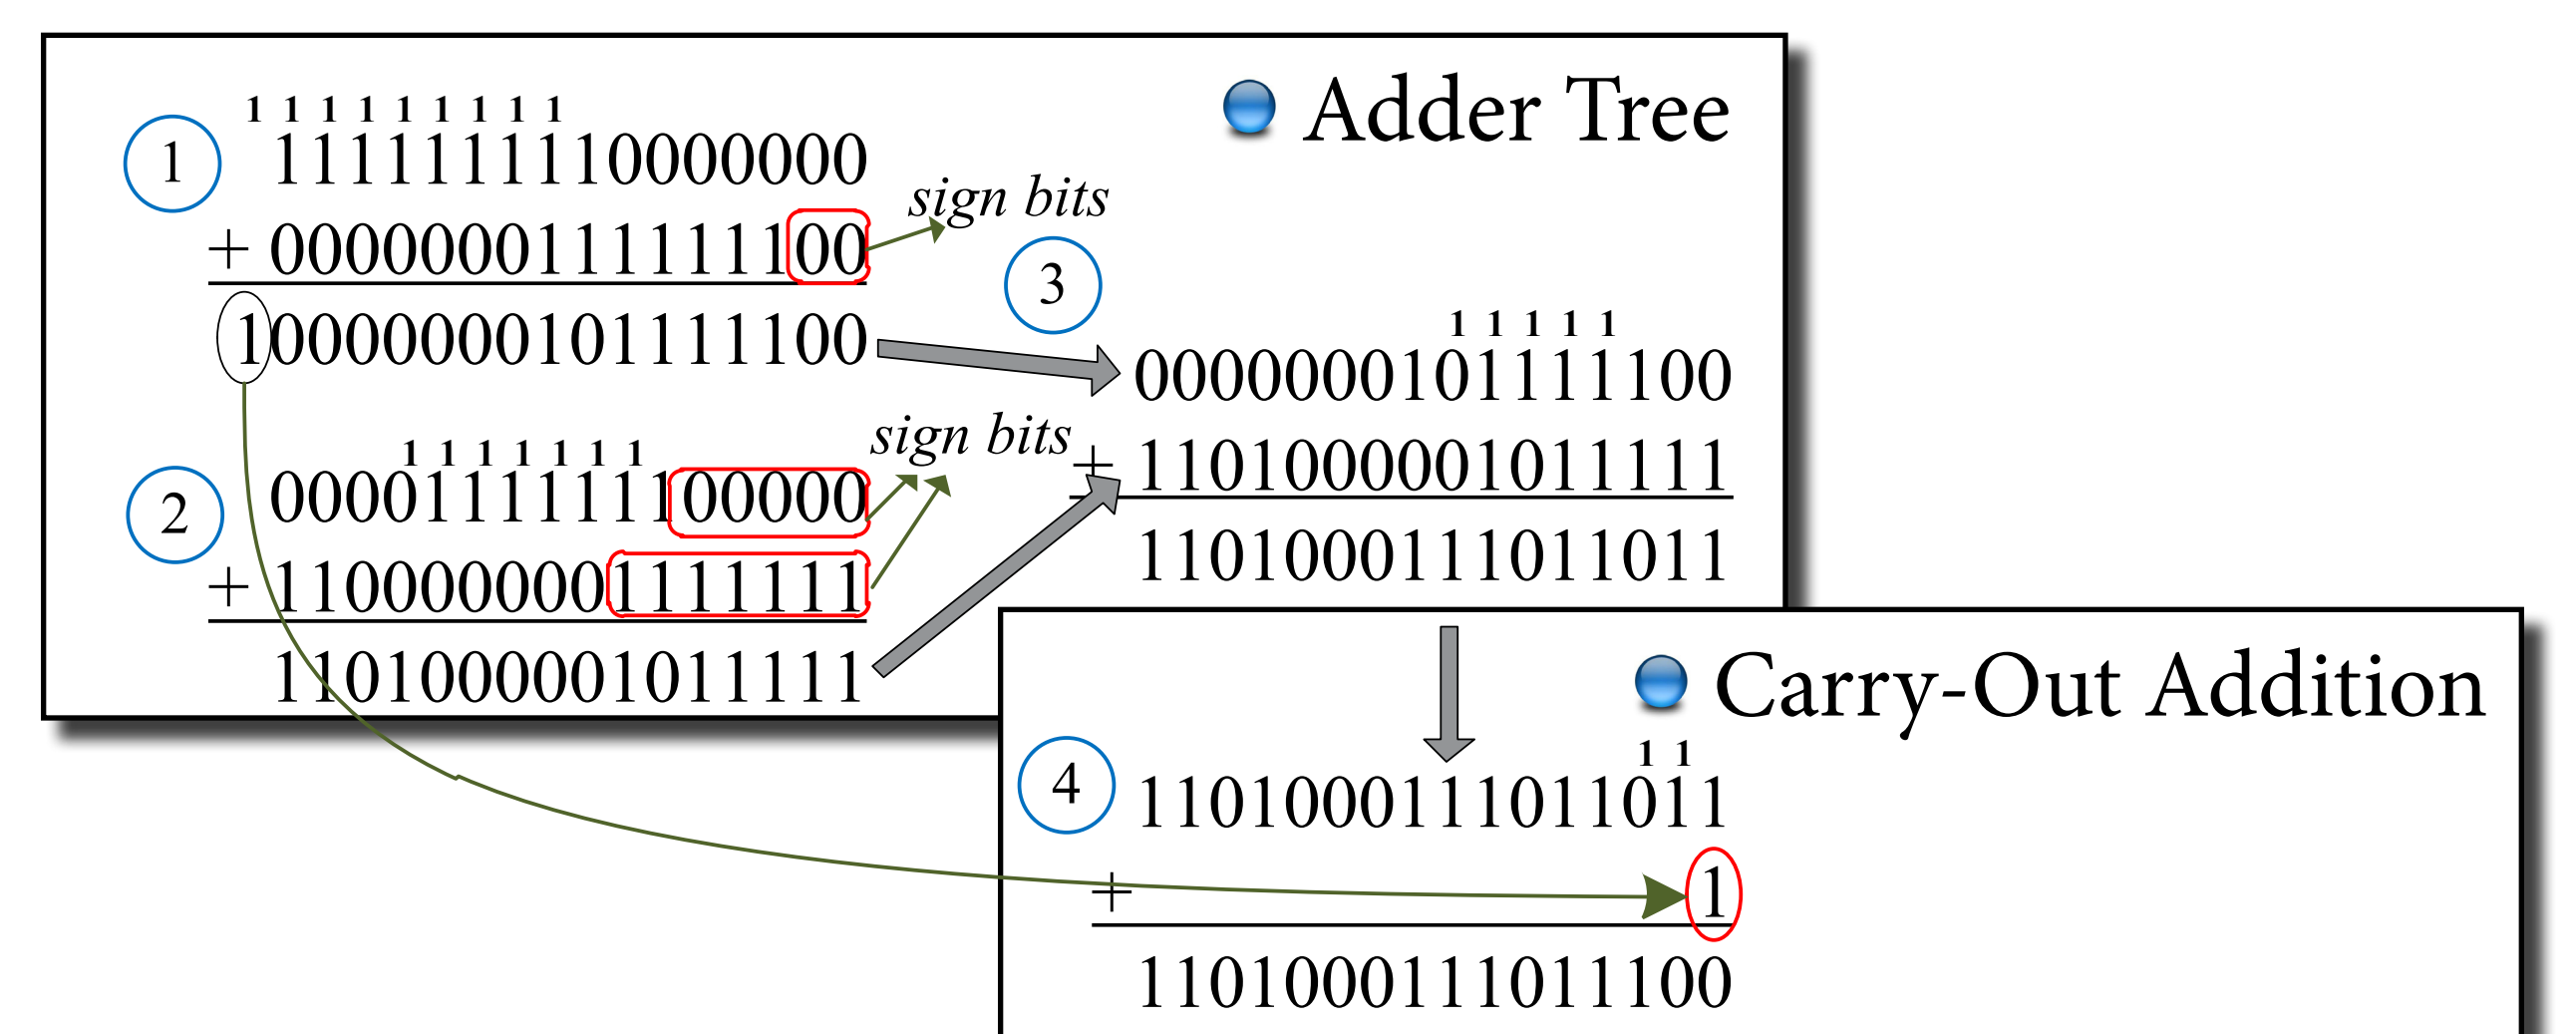 Adder Tree
1
1 1 1 1 1 1 1 1 1
1111111110000000
+ 0000000111111100
sign bits
10000000101111100
2
1 1 1 1 1 1 1
0000111111100000
sign bits
+ 1100000001111111
1101000001011111
3
1 1 1 1 1
0000000101111100
+ 1101000001011111
1101000111011011
Carry-Out Addition
4
1 1
1101000111011011
+ 1
1101000111011100